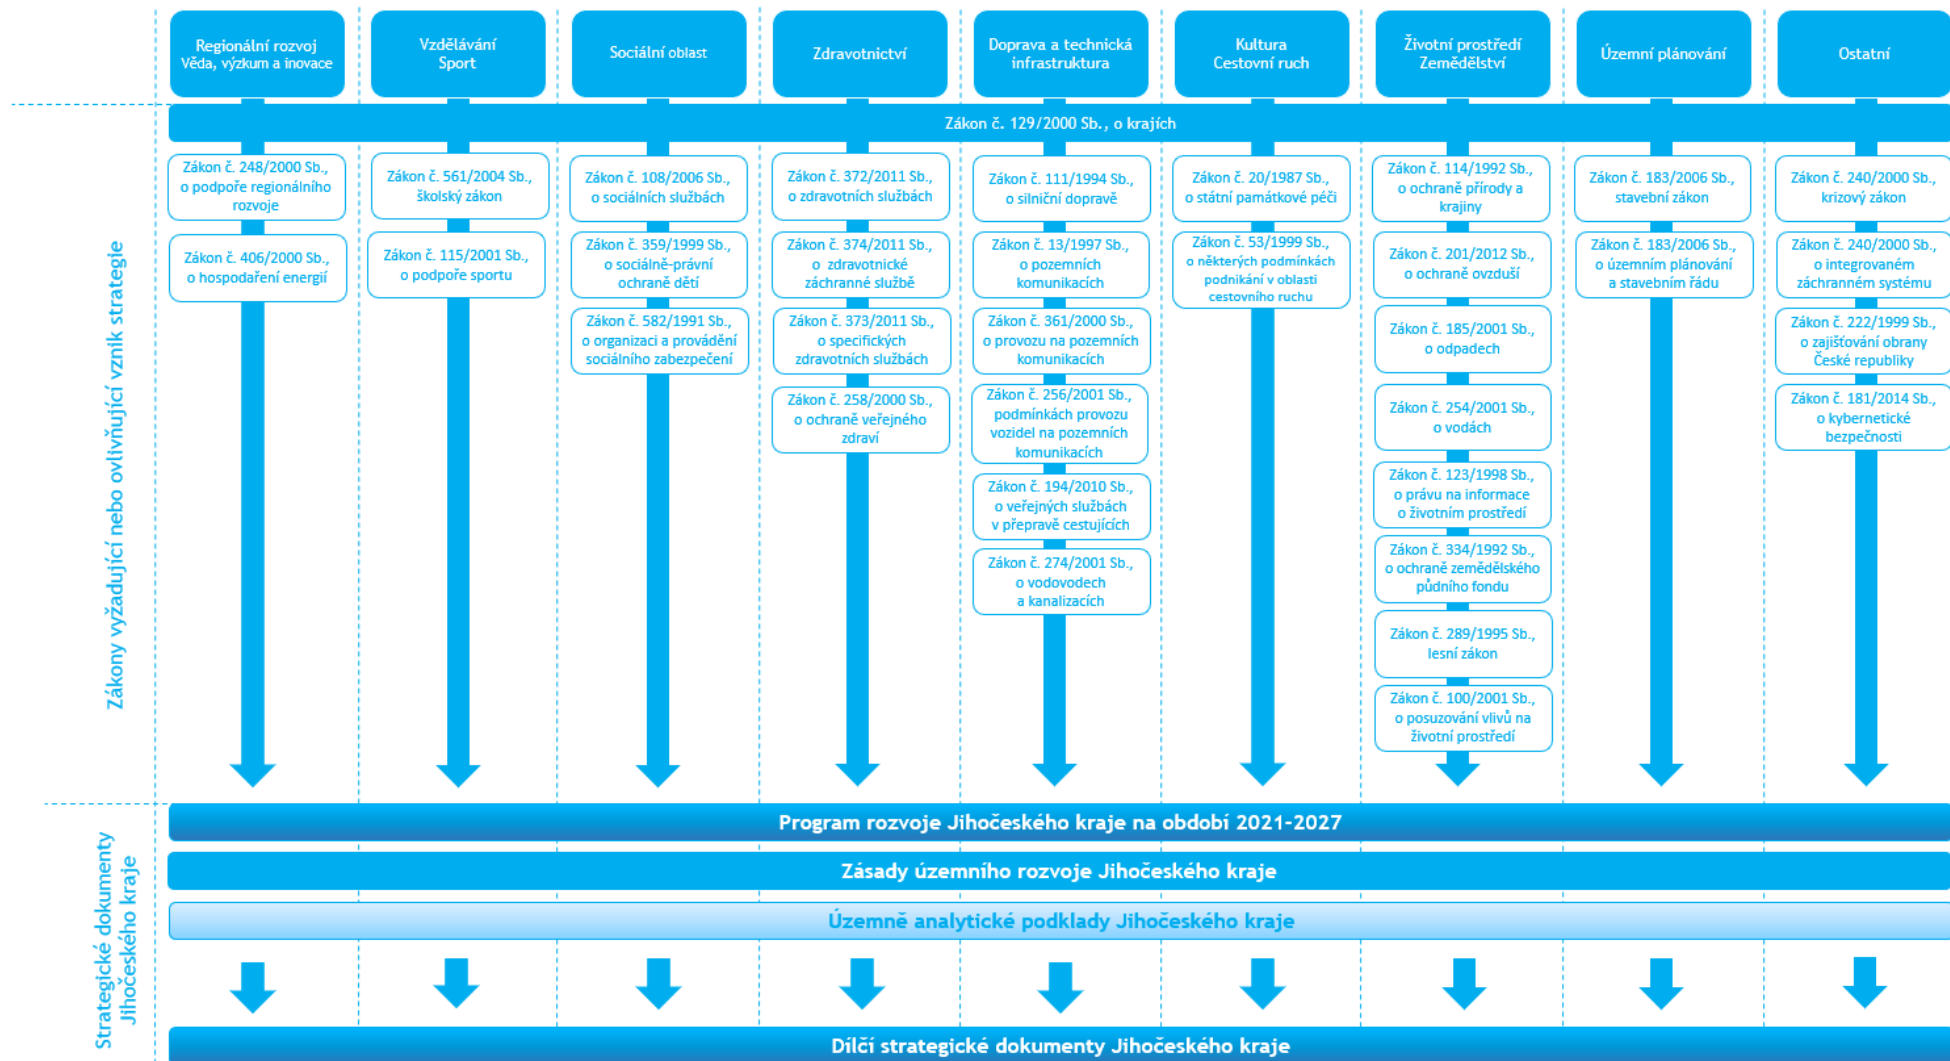 Regionální rozvoj
Věda, výzkum a inovace
Vzdělávání
Sport
Sociální oblast
Zdravotnictví
Doprava a technická
infrastruktura
Kultura
Cestovní ruch
Životní prostředí
Zemědělství
Územní plánování
Ostatní
Zákony vyžadující nebo ovlivňující vznik strategie
Zákon č. 129/2000 Sb., o krajích
Zákon č. 248/2000 Sb.,
o podpoře regionálního
rozvoje
Zákon č. 406/2000 Sb.,
o hospodaření energií
Zákon č. 561/2004 Sb.,
školský zákon
Zákon č. 115/2001 Sb.,
o podpoře sportu
Zákon č. 108/2006 Sb.,
o sociálních službách
Zákon č. 359/1999 Sb.,
o sociálně-právní
ochraně dětí
Zákon č. 582/1991 Sb.,
o organizaci a provádění
sociálního zabezpečení
Zákon č. 372/2011 Sb.,
o zdravotních službách
Zákon č. 374/2011 Sb.,
o zdravotnické
záchranné službě
Zákon č. 373/2011 Sb.,
o specifických
zdravotních službách
Zákon č. 258/2000 Sb.,
o ochraně veřejného
zdraví
Zákon č. 111/1994 Sb.,
o silniční dopravě
Zákon č. 13/1997 Sb.,
o pozemních
komunikacích
Zákon č. 361/2000 Sb.,
o provozu na pozemních
komunikacích
Zákon č. 256/2001 Sb.,
podmínkách provozu
vozidel na pozemních
komunikacích
Zákon č. 194/2010 Sb.,
o veřejných službách
v přepravě cestujících
Zákon č. 274/2001 Sb.,
o vodovodech
a kanalizacích
Zákon č. 20/1987 Sb.,
o státní památkové péči
Zákon č. 53/1999 Sb.,
o některých podmínkách
podnikání v oblasti
cestovního ruchu
Zákon č. 114/1992 Sb.,
o ochraně přírody a
krajiny
Zákon č. 201/2012 Sb.,
o ochraně ovzduší
Zákon č. 185/2001 Sb.,
o odpadech
Zákon č. 254/2001 Sb.,
o vodách
Zákon č. 123/1998 Sb.,
o právu na informace
o životním prostředí
Zákon č. 334/1992 Sb.,
o ochraně zemědělského
půdního fondu
Zákon č. 289/1995 Sb.,
lesní zákon
Zákon č. 100/2001 Sb.,
o posuzování vlivů na
životní prostředí
Zákon č. 183/2006 Sb.,
stavební zákon
Zákon č. 183/2006 Sb.,
o územním plánování
a stavebním řádu
Zákon č. 240/2000 Sb.,
krizový zákon
Zákon č. 240/2000 Sb.,
o integrovaném
záchranném systému
Zákon č. 222/1999 Sb.,
o zajišťování obrany
České republiky
Zákon č. 181/2014 Sb.,
o kybernetické
bezpečnosti
Strategické dokumenty
Jihočeského kraje
Program rozvoje Jihočeského kraje na období 2021-2027
Zásady územního rozvoje Jihočeského kraje
Územně analytické podklady Jihočeského kraje
Dílčí strategické dokumenty Jihočeského kraje